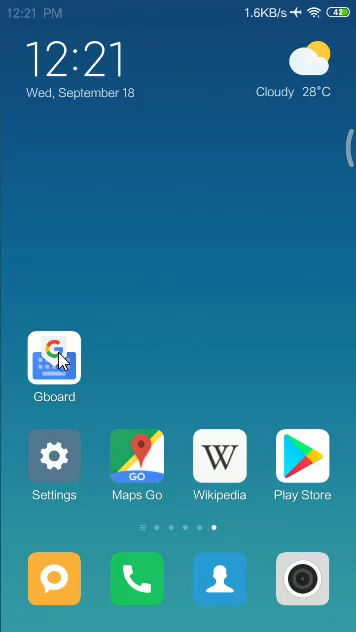 12:21 PM 1.6KB/s 42
12:21
Wed, September 18
Cloudy 28°C
G
Gboard
GO
W
Settings Maps Go Wikipedia Play Store